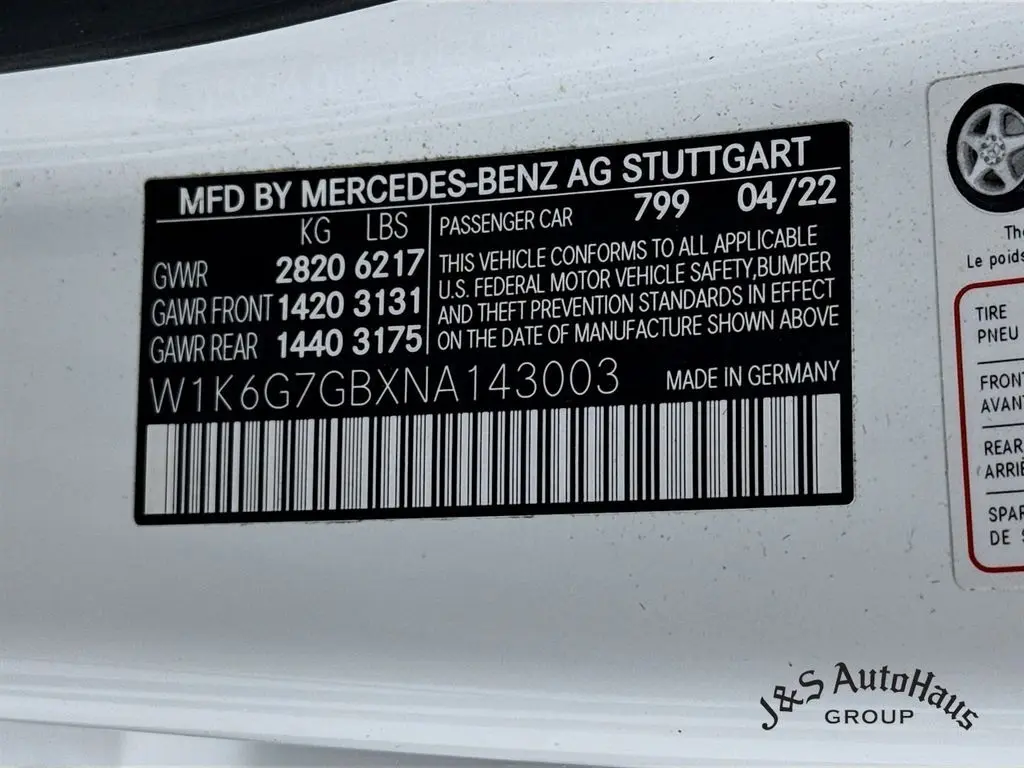 MFD BY MERCEDES-BENZ AG STUTTGART
KG LBS
GVWR 2820 6217
GAWR FRONT 1420 3131
GAWR REAR 1440 3175
PASSENGER CAR 799 04/22
THIS VEHICLE CONFORMS TO ALL APPLICABLE
U.S. FEDERAL MOTOR VEHICLE SAFETY,BUMPER
AND THEFT PREVENTION STANDARDS IN EFFECT
ON THE DATE OF MANUFACTURE SHOWN ABOVE
W1K6G7GBXNA143003 MADE IN GERMANY
The
Le poids
TIRE
PNEU
FRONT
AVANT
REAR
ARRIÈ
SPAR
DE S
J&S AutoHaus
GROUP